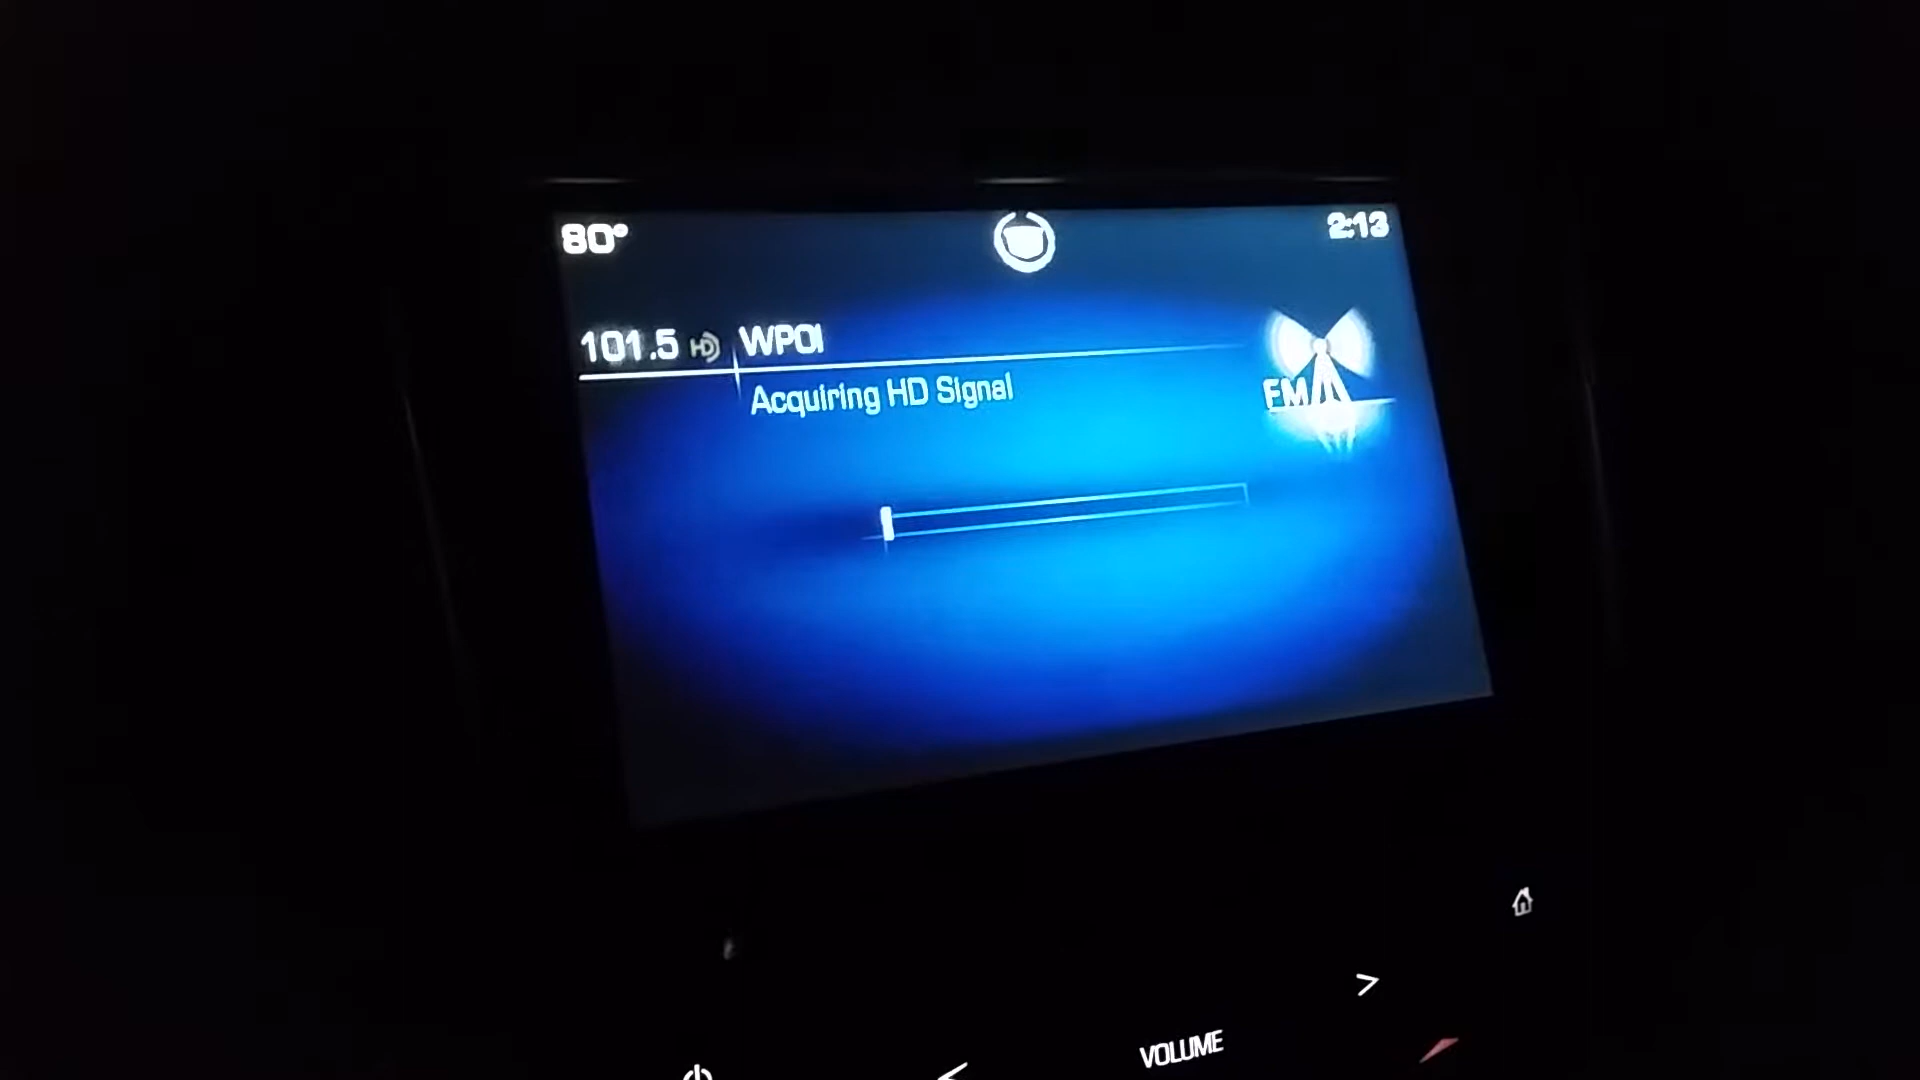 80°
2:13
101.5 HD WPOI
Acquiring HD Signal
FM
VOLUME